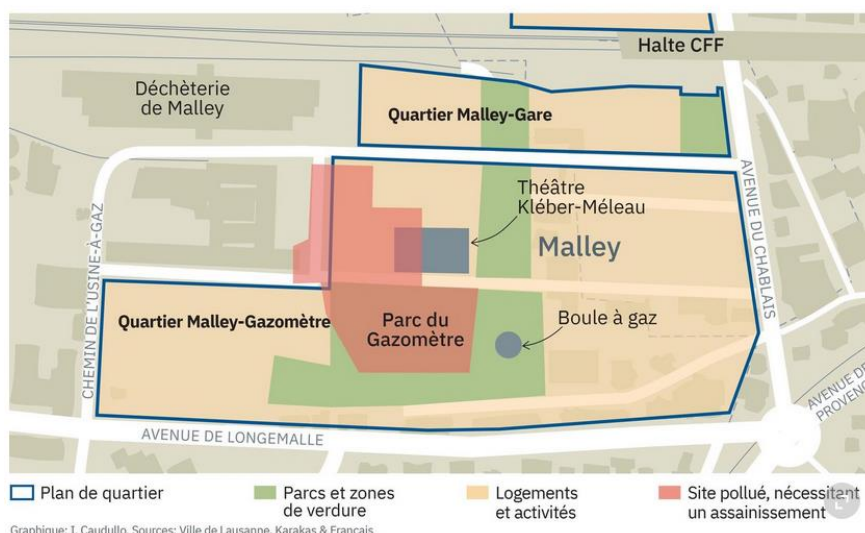 Halte CFF
Déchèterie
de Malley
Quartier Malley-Gare
Théâtre
Kléber-Méleau
Malley
CHEMIN DE L'USINE-À-GAZ
AVENUE DU CHABLAIS
Quartier Malley-Gazomètre
Parc du
Gazomètre
Boule à gaz
AVENUE DE
PROVENC
AVENUE DE LONGEMALLE
Plan de quartier
Parcs et zones
de verdure
Logements
et activités
Site pollué, nécessitant
un assainissement
Graphique: I. Caudullo. Sources: Ville de Lausanne, Karakas & Français